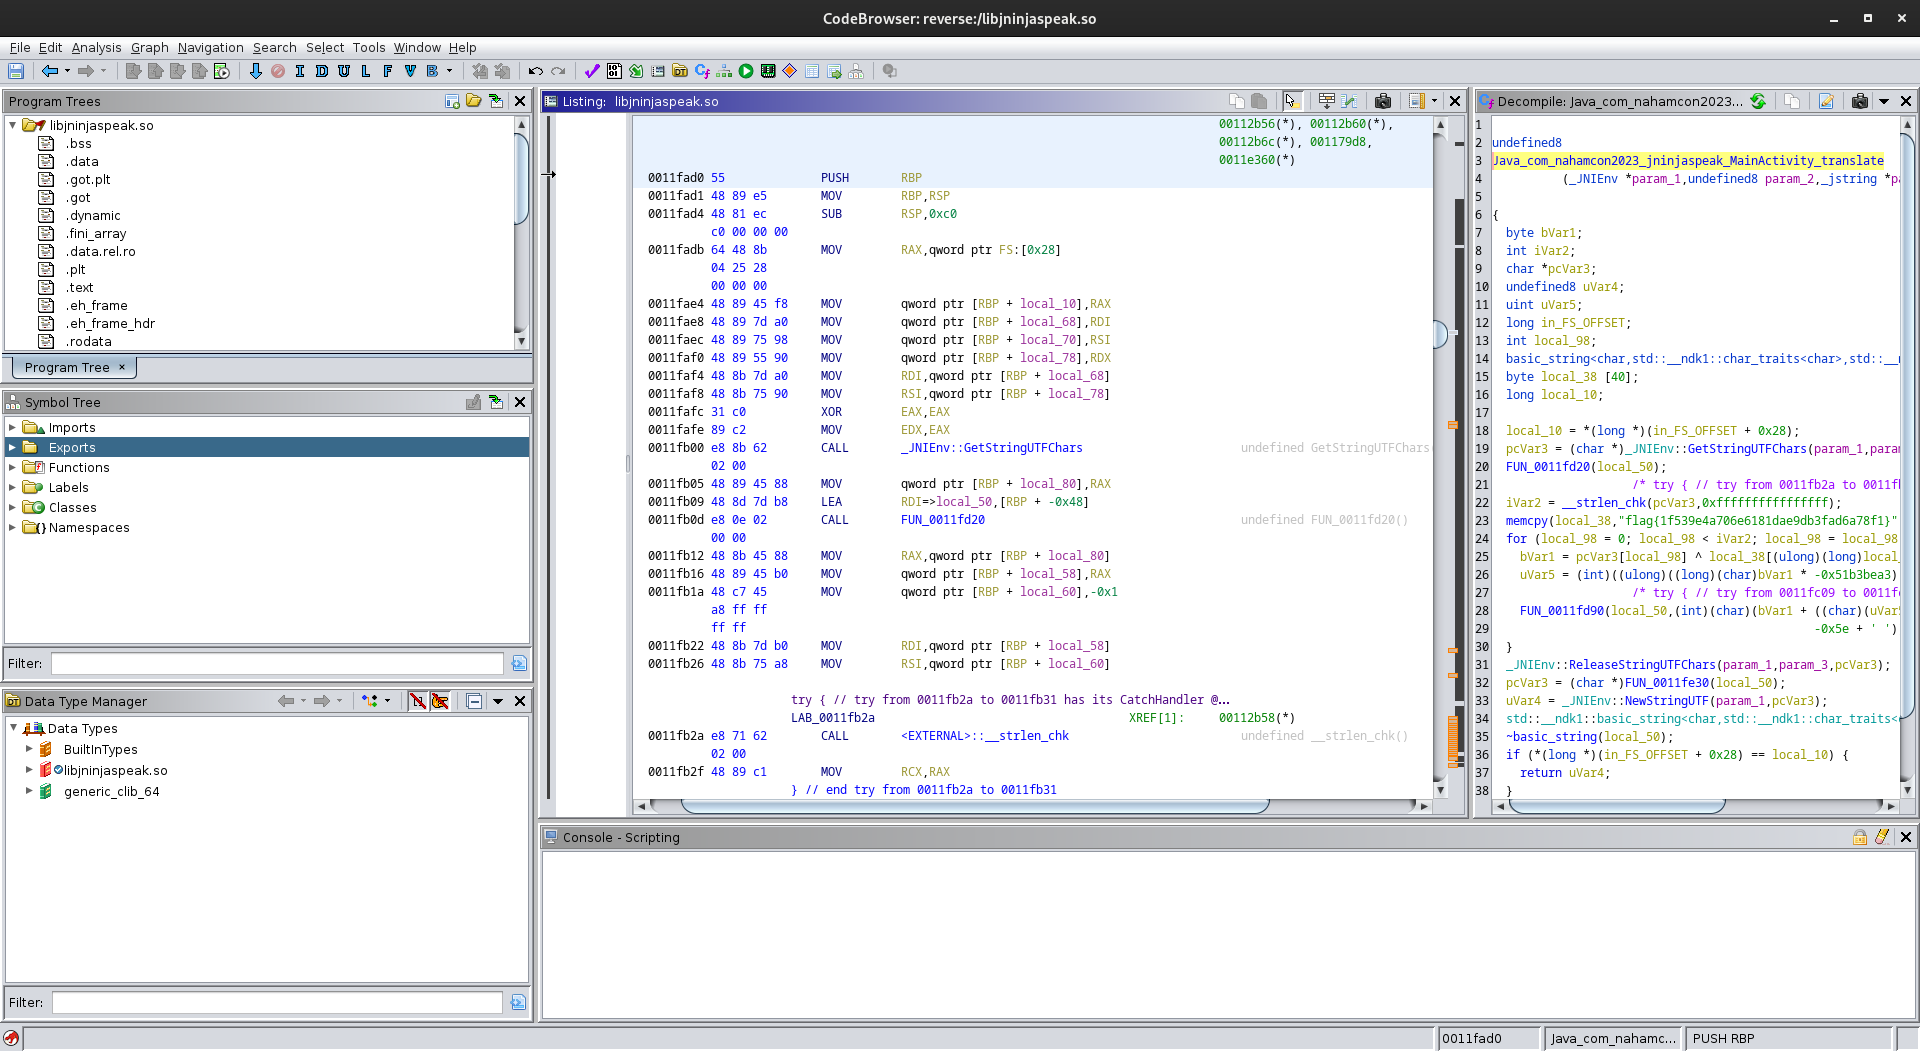 CodeBrowser: reverse:/libjninjaspeak.so
File Edit Analysis Graph Navigation Search Select Tools Window Help
I D U L F V B
Program Trees
libjninjaspeak.so
.bss
.data
.got.plt
.got
.dynamic
.fini_array
.data.rel.ro
.plt
.text
.eh_frame
.eh_frame_hdr
.rodata
Program Tree ×
Symbol Tree
Imports
Exports
Functions
Labels
Classes
Namespaces
Filter:
Data Type Manager
Data Types
BuiltInTypes
libjninjaspeak.so
generic_clib_64
Filter:
Listing: libjninjaspeak.so
00112b56(*), 00112b60(*),
00112b6c(*), 001179d8,
0011e360(*)
0011fad0 55 PUSH RBP
0011fad1 48 89 e5 MOV RBP,RSP
0011fad4 48 81 ec SUB RSP,0xc0
c0 00 00 00
0011fadb 64 48 8b MOV RAX,qword ptr FS:[0x28]
04 25 28
00 00 00
0011fae4 48 89 45 f8 MOV qword ptr [RBP + local_10],RAX
0011fae8 48 89 7d a0 MOV qword ptr [RBP + local_68],RDI
0011faec 48 89 75 98 MOV qword ptr [RBP + local_70],RSI
0011faf0 48 89 55 90 MOV qword ptr [RBP + local_78],RDX
0011faf4 48 8b 7d a0 MOV RDI,qword ptr [RBP + local_68]
0011faf8 48 8b 75 90 MOV RSI,qword ptr [RBP + local_78]
0011fafc 31 c0 XOR EAX,EAX
0011fafe 89 c2 MOV EDX,EAX
0011fb00 e8 8b 62 CALL _JNIEnv::GetStringUTFChars undefined GetStringUTFChars
02 00
0011fb05 48 89 45 88 MOV qword ptr [RBP + local_80],RAX
0011fb09 48 8d 7d b8 LEA RDI=>local_50,[RBP + -0x48]
0011fb0d e8 0e 02 CALL FUN_0011fd20 undefined FUN_0011fd20()
00 00
0011fb12 48 8b 45 88 MOV RAX,qword ptr [RBP + local_80]
0011fb16 48 89 45 b0 MOV qword ptr [RBP + local_58],RAX
0011fb1a 48 c7 45 MOV qword ptr [RBP + local_60],-0x1
a8 ff ff
ff ff
0011fb22 48 8b 7d b0 MOV RDI,qword ptr [RBP + local_58]
0011fb26 48 8b 75 a8 MOV RSI,qword ptr [RBP + local_60]
try { // try from 0011fb2a to 0011fb31 has its CatchHandler @...
LAB_0011fb2a XREF[1]: 00112b58(*)
0011fb2a e8 71 62 CALL <EXTERNAL>::__strlen_chk undefined __strlen_chk()
02 00
0011fb2f 48 89 c1 MOV RCX,RAX
} // end try from 0011fb2a to 0011fb31
Decompile: Java_com_nahamcon2023...
1
2 undefined8
3 Java_com_nahamcon2023_jninjaspeak_MainActivity_translate
4 (_JNIEnv *param_1,undefined8 param_2,_jstring *pa
5
6 {
7 byte bVar1;
8 int iVar2;
9 char *pcVar3;
10 undefined8 uVar4;
11 uint uVar5;
12 long in_FS_OFFSET;
13 int local_98;
14 basic_string<char,std::__ndk1::char_traits<char>,std::__n
15 byte local_38 [40];
16 long local_10;
17
18 local_10 = *(long *)(in_FS_OFFSET + 0x28);
19 pcVar3 = (char *)_JNIEnv::GetStringUTFChars(param_1,para
20 FUN_0011fd20(local_50);
21 /* try { // try from 0011fb2a to 0011f
22 iVar2 = __strlen_chk(pcVar3,0xffffffffffffffff);
23 memcpy(local_38,"flag{1f539e4a706e6181dae9db3fad6a78f1}"
24 for (local_98 = 0; local_98 < iVar2; local_98 = local_98
25 bVar1 = pcVar3[local_98] ^ local_38[(ulong)(long)local
26 uVar5 = (int)((ulong)((long)(char)bVar1 * -0x51b3bea3)
27 /* try { // try from 0011fc09 to 0011f
28 FUN_0011fd90(local_50,(int)(char)(bVar1 + ((char)(uVar5
29 -0x5e + ' ')
30 }
31 _JNIEnv::ReleaseStringUTFChars(param_1,param_3,pcVar3);
32 pcVar3 = (char *)FUN_0011fe30(local_50);
33 uVar4 = _JNIEnv::NewStringUTF(param_1,pcVar3);
34 std::__ndk1::basic_string<char,std::__ndk1::char_traits<
35 ~basic_string(local_50);
36 if (*(long *)(in_FS_OFFSET + 0x28) == local_10) {
37 return uVar4;
38 }
Console - Scripting
0011fad0 Java_com_nahamc... PUSH RBP